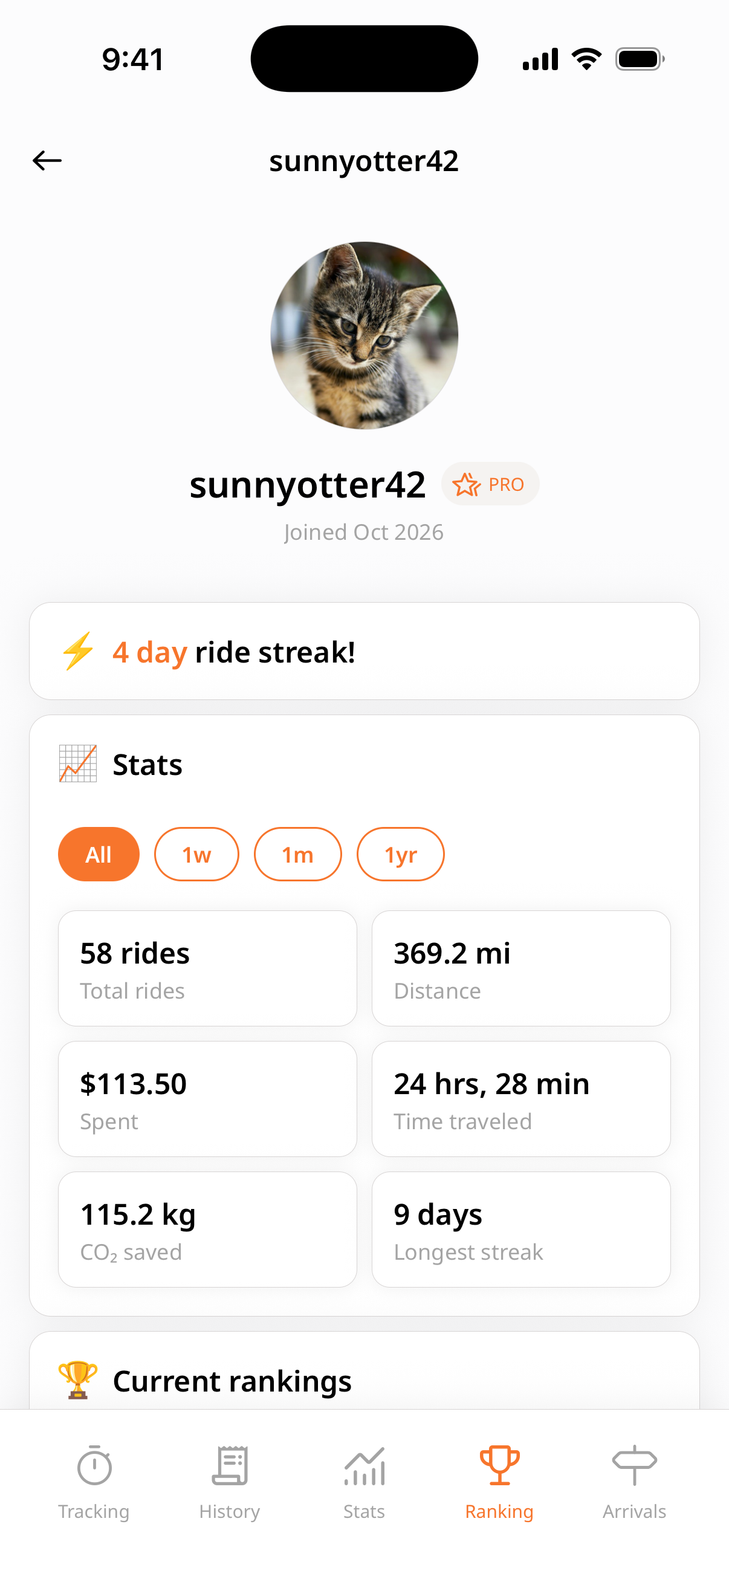 9:41
sunnyotter42
sunnyotter42 PRO
Joined Oct 2026
4 day ride streak!
Stats
All 1w 1m 1yr
58 rides
Total rides
369.2 mi
Distance
$113.50
Spent
24 hrs, 28 min
Time traveled
115.2 kg
CO₂ saved
9 days
Longest streak
Current rankings
Tracking History Stats Ranking Arrivals